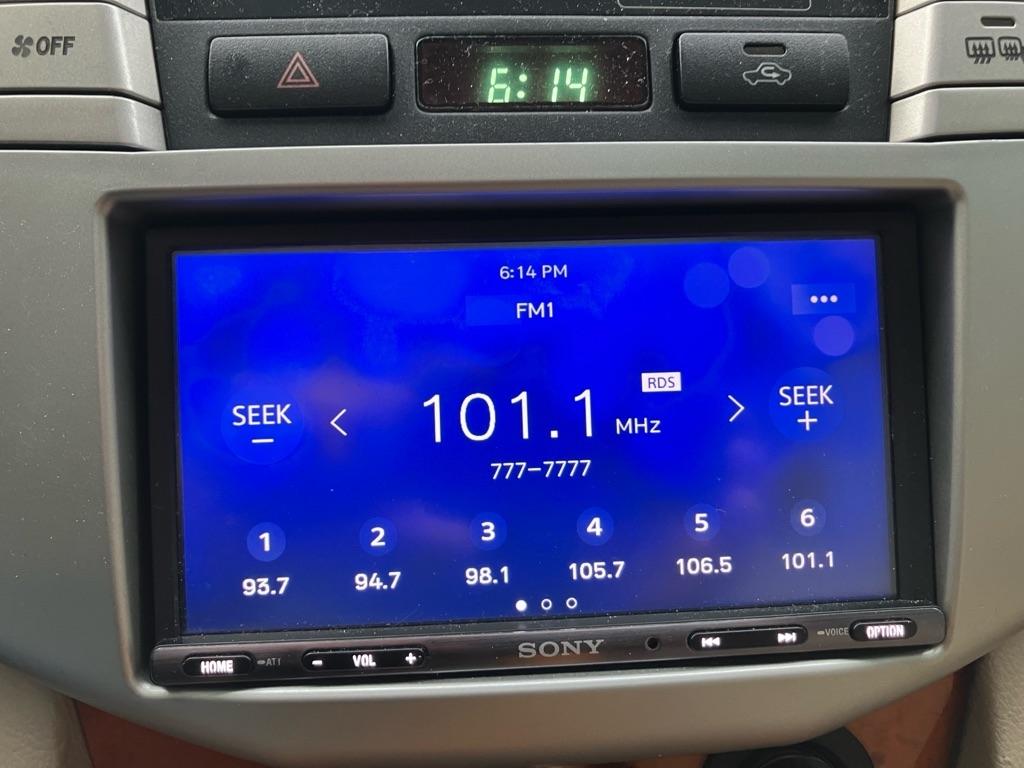 OFF
6:14
6:14 PM
FM1
RDS
SEEK
–
<
101.1 MHz
>
SEEK
+
777-7777
1 2 3 4 5 6
93.7 94.7 98.1 105.7 106.5 101.1
HOME ATT - VOL + SONY VOICE OPTION